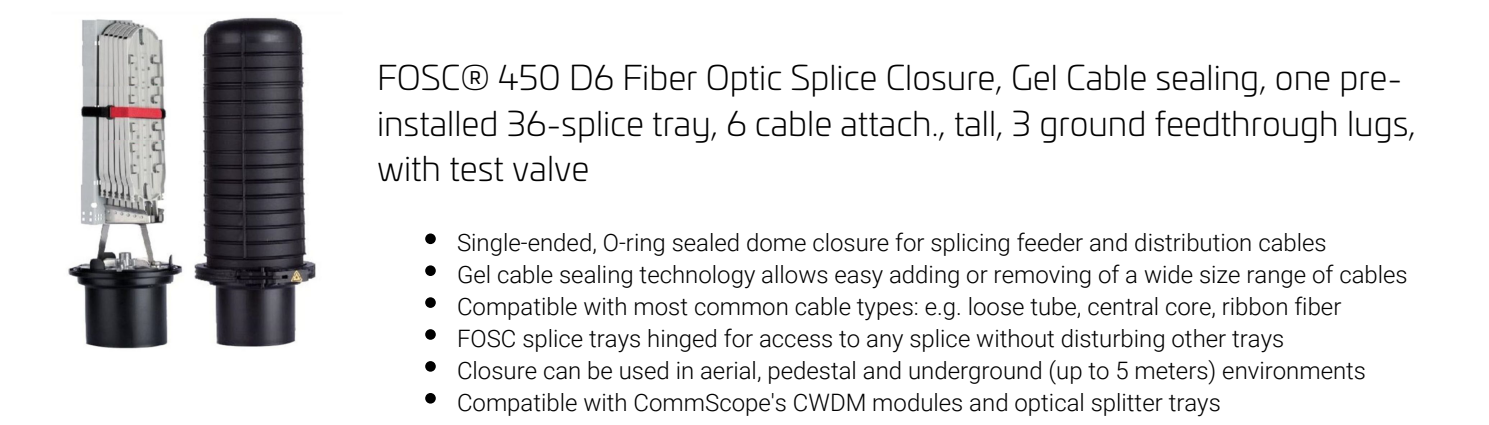 FOSC® 450 D6 Fiber Optic Splice Closure, Gel Cable sealing, one pre-
installed 36-splice tray, 6 cable attach., tall, 3 ground feedthrough lugs,
with test valve
• Single-ended, O-ring sealed dome closure for splicing feeder and distribution cables
• Gel cable sealing technology allows easy adding or removing of a wide size range of cables
• Compatible with most common cable types: e.g. loose tube, central core, ribbon fiber
• FOSC splice trays hinged for access to any splice without disturbing other trays
• Closure can be used in aerial, pedestal and underground (up to 5 meters) environments
• Compatible with CommScope's CWDM modules and optical splitter trays